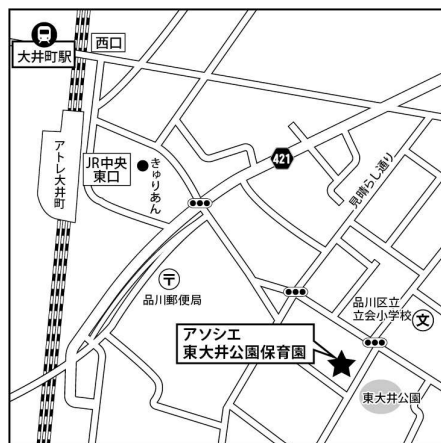 大井町駅
西口
アトレ大井町
JR中央
東口
きゅりあん
421
見晴らし通り
〒
品川郵便局
品川区立
立会小学校
文
アソシエ
東大井公園保育園
東大井公園